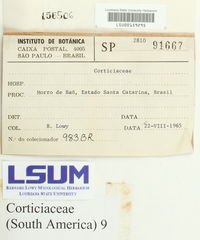 158506
Louisiana State University Herbarium
INSTITUTO DE BOTÂNICA
CAIXA POSTAL, 4005
SÃO PAULO - BRASIL
2810
SP 91667
Corticiaceae
HOSP.
PROC. Morro de Baú, Estado Santa Catarina, Brasil
DET. DATA
COL. B. Lowy DATA 22-VIII-1965
N.º do colecionador 983BR
LSUM
BERNARD LOWY MYCOLOGICAL HERBARIUM
LOUISIANA STATE UNIVERSITY
Corticiaceae
(South America) 9